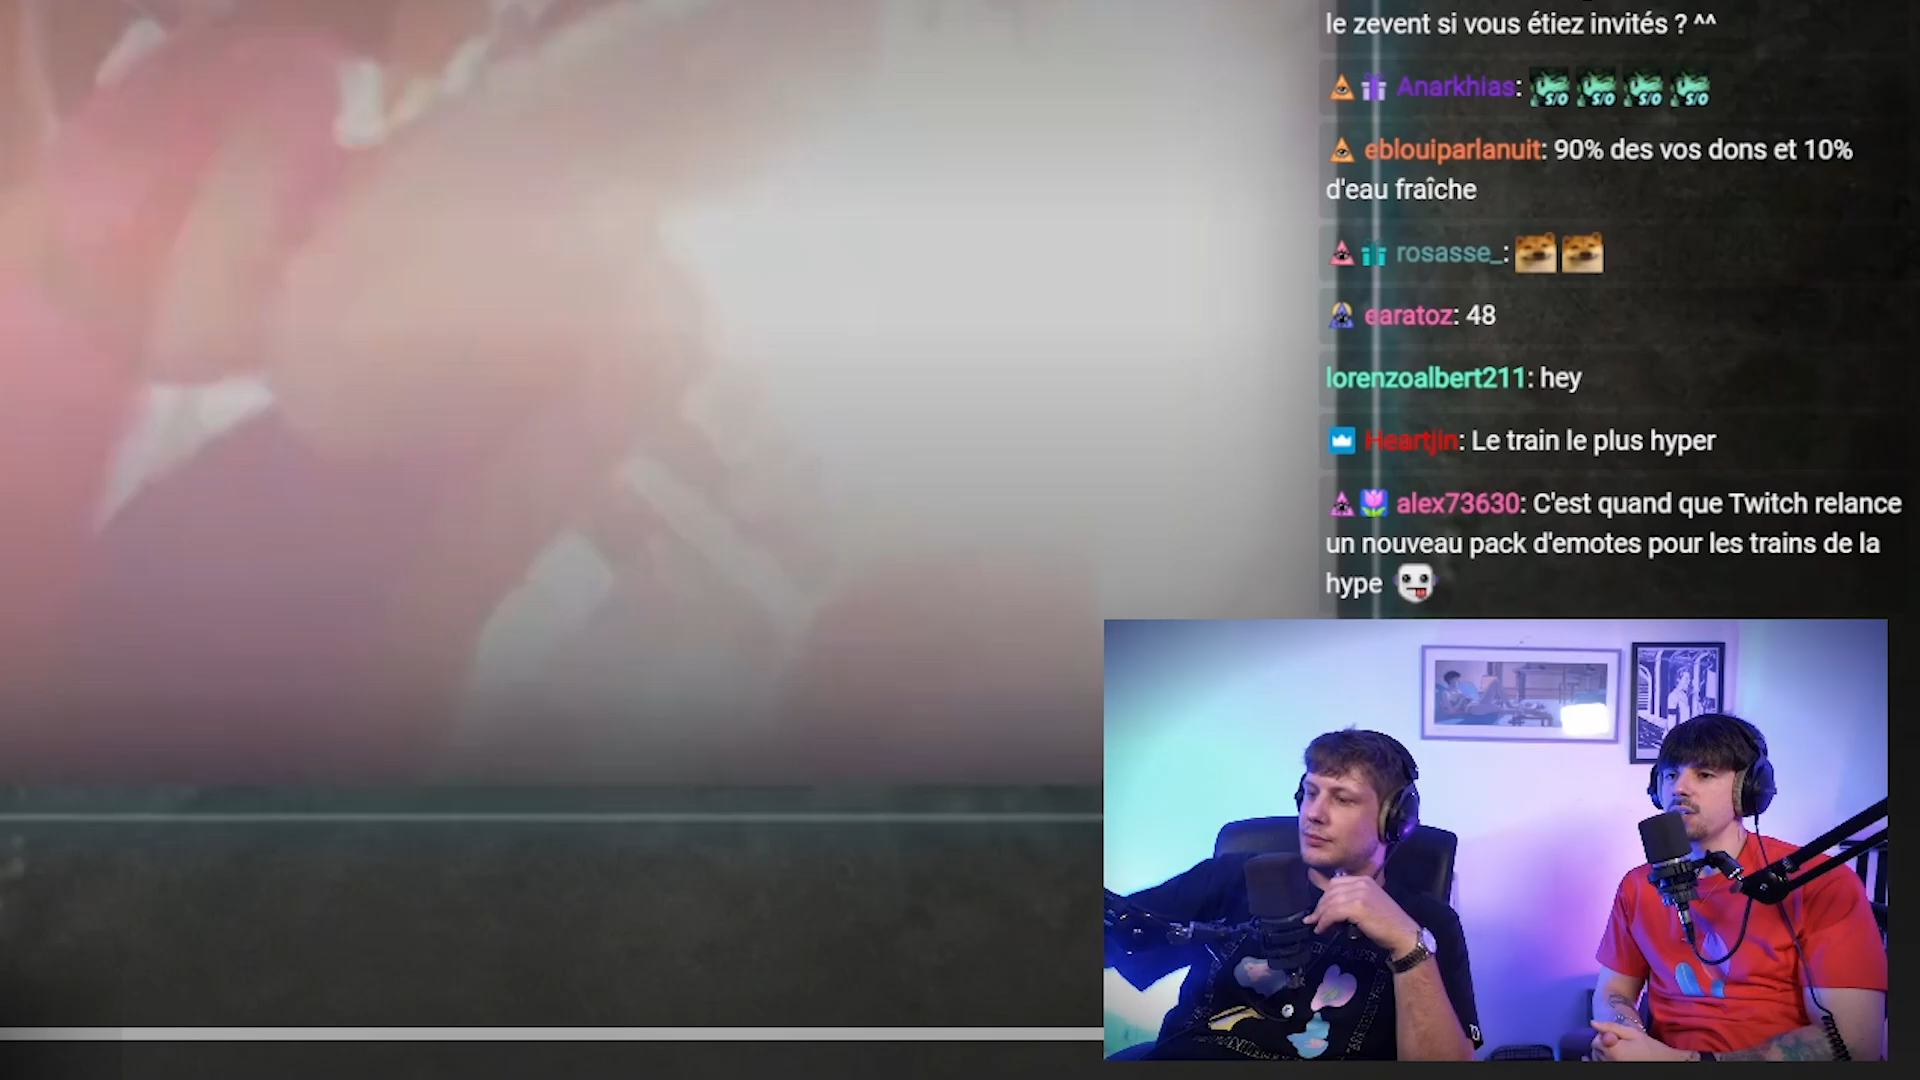 le zevent si vous étiez invités ? ^^
Anarkhias: S/O S/O S/O S/O
eblouiparlanuit: 90% des vos dons et 10%
d'eau fraîche
rosasse_:
earatoz: 48
lorenzoalbert211: hey
Heartjin: Le train le plus hyper
alex73630: C'est quand que Twitch relance
un nouveau pack d'emotes pour les trains de la
hype